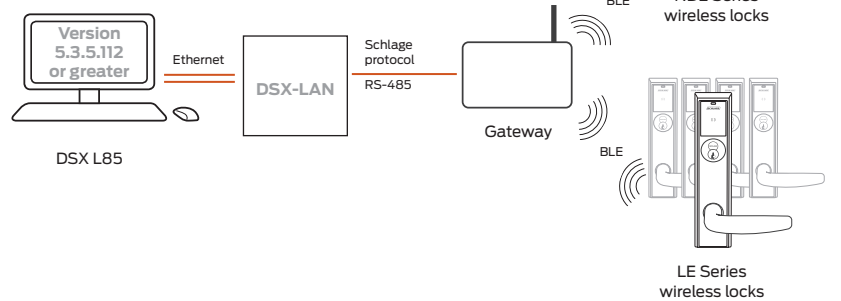 BLE
wireless locks
Version
5.3.5.112
or greater
Ethernet
DSX-LAN
Schlage
protocol
RS-485
Gateway
DSX L85
BLE
LE Series
wireless locks